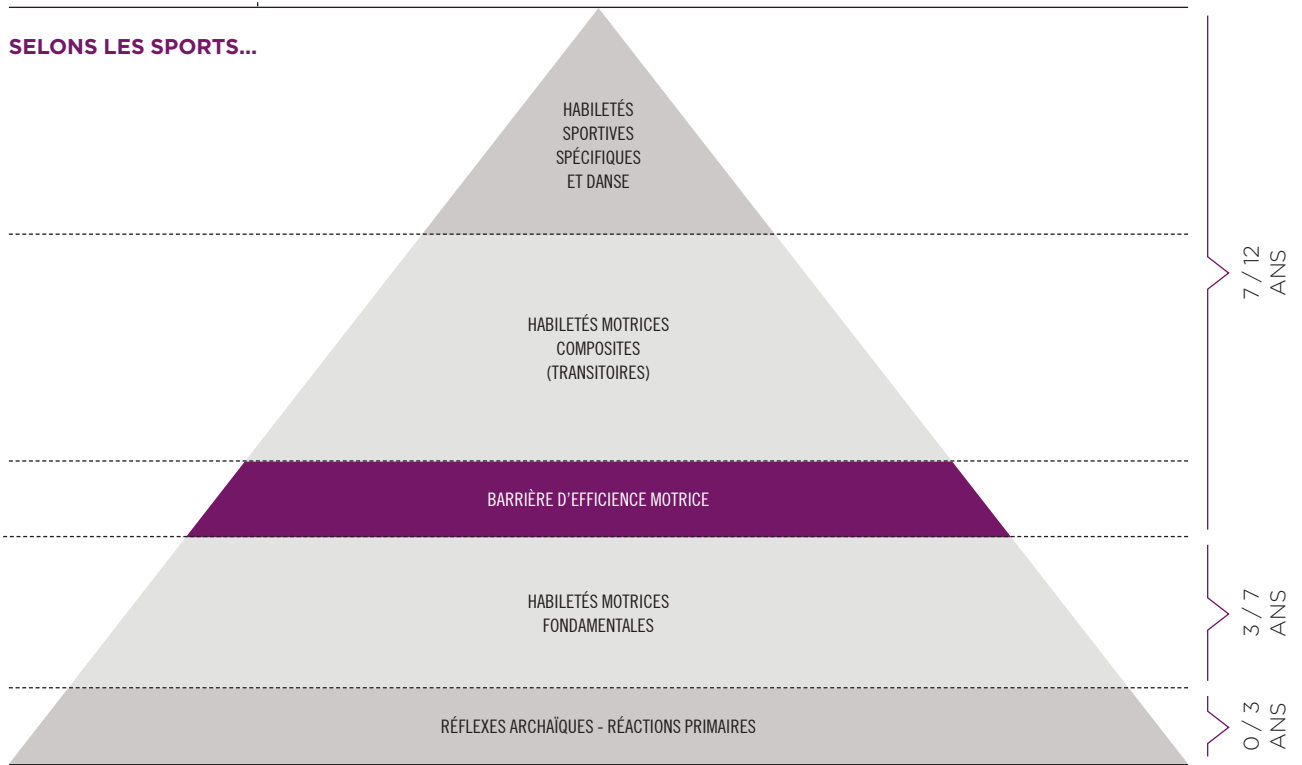 SELONS LES SPORTS...
HABILETÉS
SPORTIVES
SPÉCIFIQUES
ET DANSE
7 / 12
ANS
HABILETÉS MOTRICES
COMPOSITES
(TRANSITOIRES)
BARRIÈRE D'EFFICIENCE MOTRICE
HABILETÉS MOTRICES
FONDAMENTALES
3 / 7
ANS
RÉFLEXES ARCHAÏQUES - RÉACTIONS PRIMAIRES
0 / 3
ANS